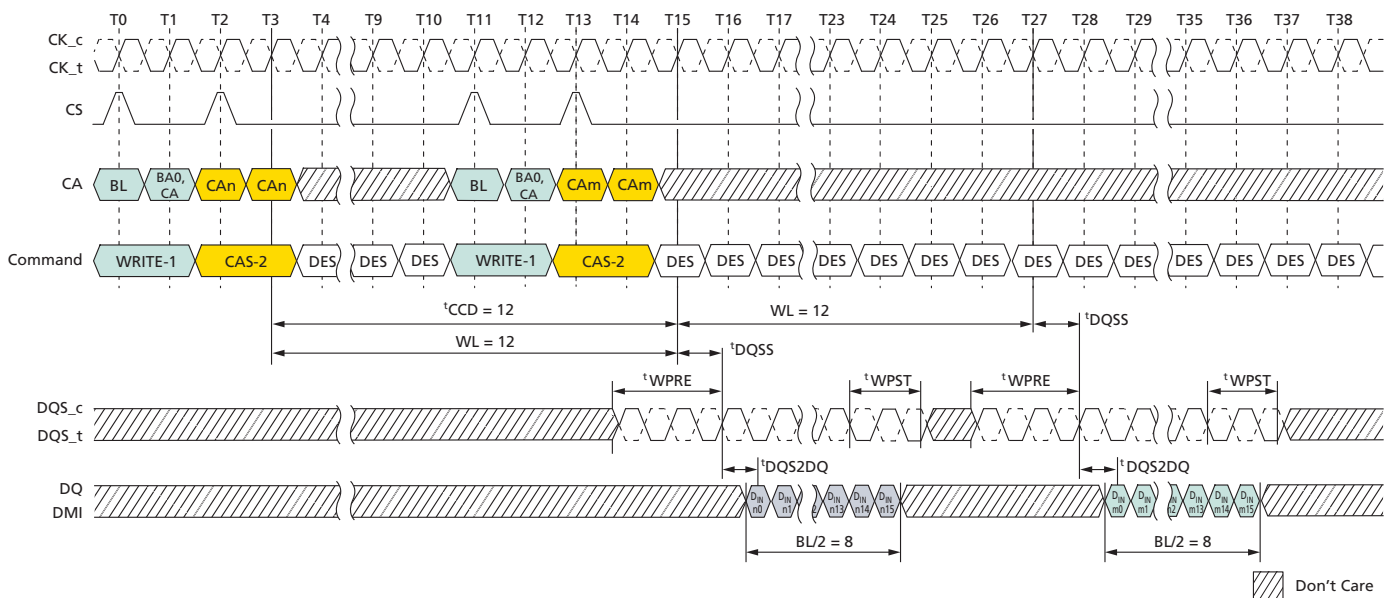 T0 T1 T2 T3 T4 T9 T10 T11 T12 T13 T14 T15 T16 T17 T23 T24 T25 T26 T27 T28 T29 T35 T36 T37 T38
CK_c
CK_t
CS
CA BL BA0, CA CAn CAn BL BA0, CA CAm CAm
Command WRITE-1 CAS-2 DES DES DES WRITE-1 CAS-2 DES DES DES DES DES DES DES DES DES DES DES DES DES DES
tCCD = 12 WL = 12 tDQSS
WL = 12 tDQSS
tWPRE tWPST tWPRE tWPST
DQS_c
DQS_t
tDQS2DQ tDQS2DQ
DQ
DMI
DIN n0 DIN n1 DIN n13 DIN n14 DIN n15 DIN m0 DIN m1 DIN m13 DIN m14 DIN m15
BL/2 = 8 BL/2 = 8
Don't Care